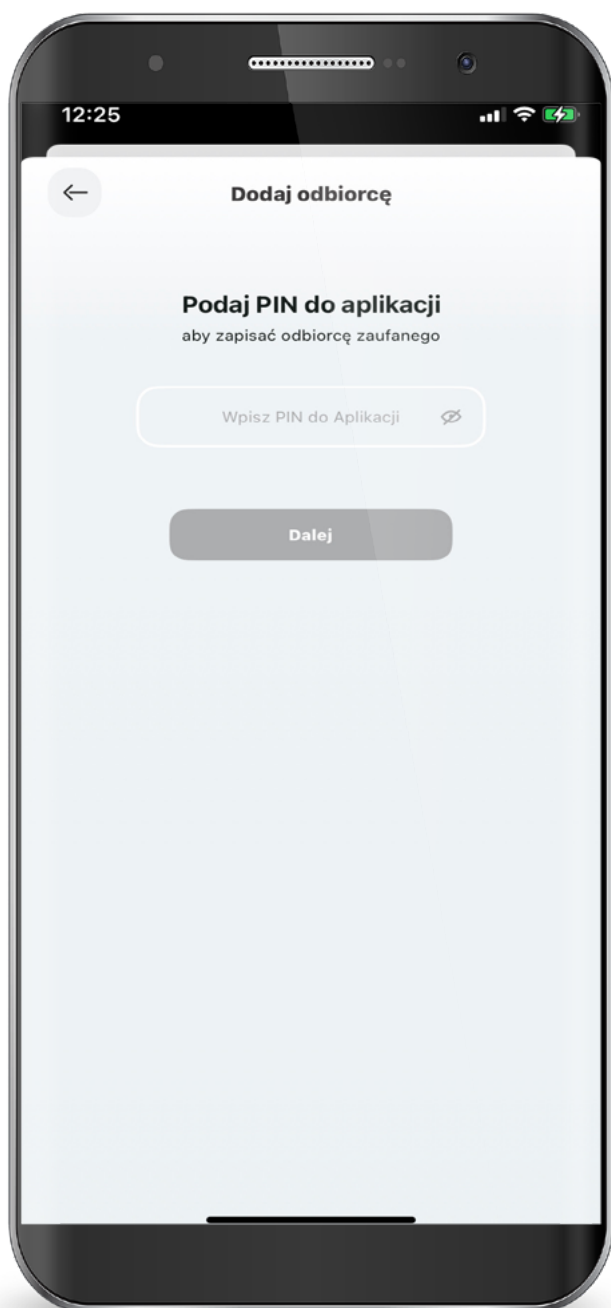 12:25
Dodaj odbiorcę
Podaj PIN do aplikacji
aby zapisać odbiorcę zaufanego
Wpisz PIN do Aplikacji
Dalej